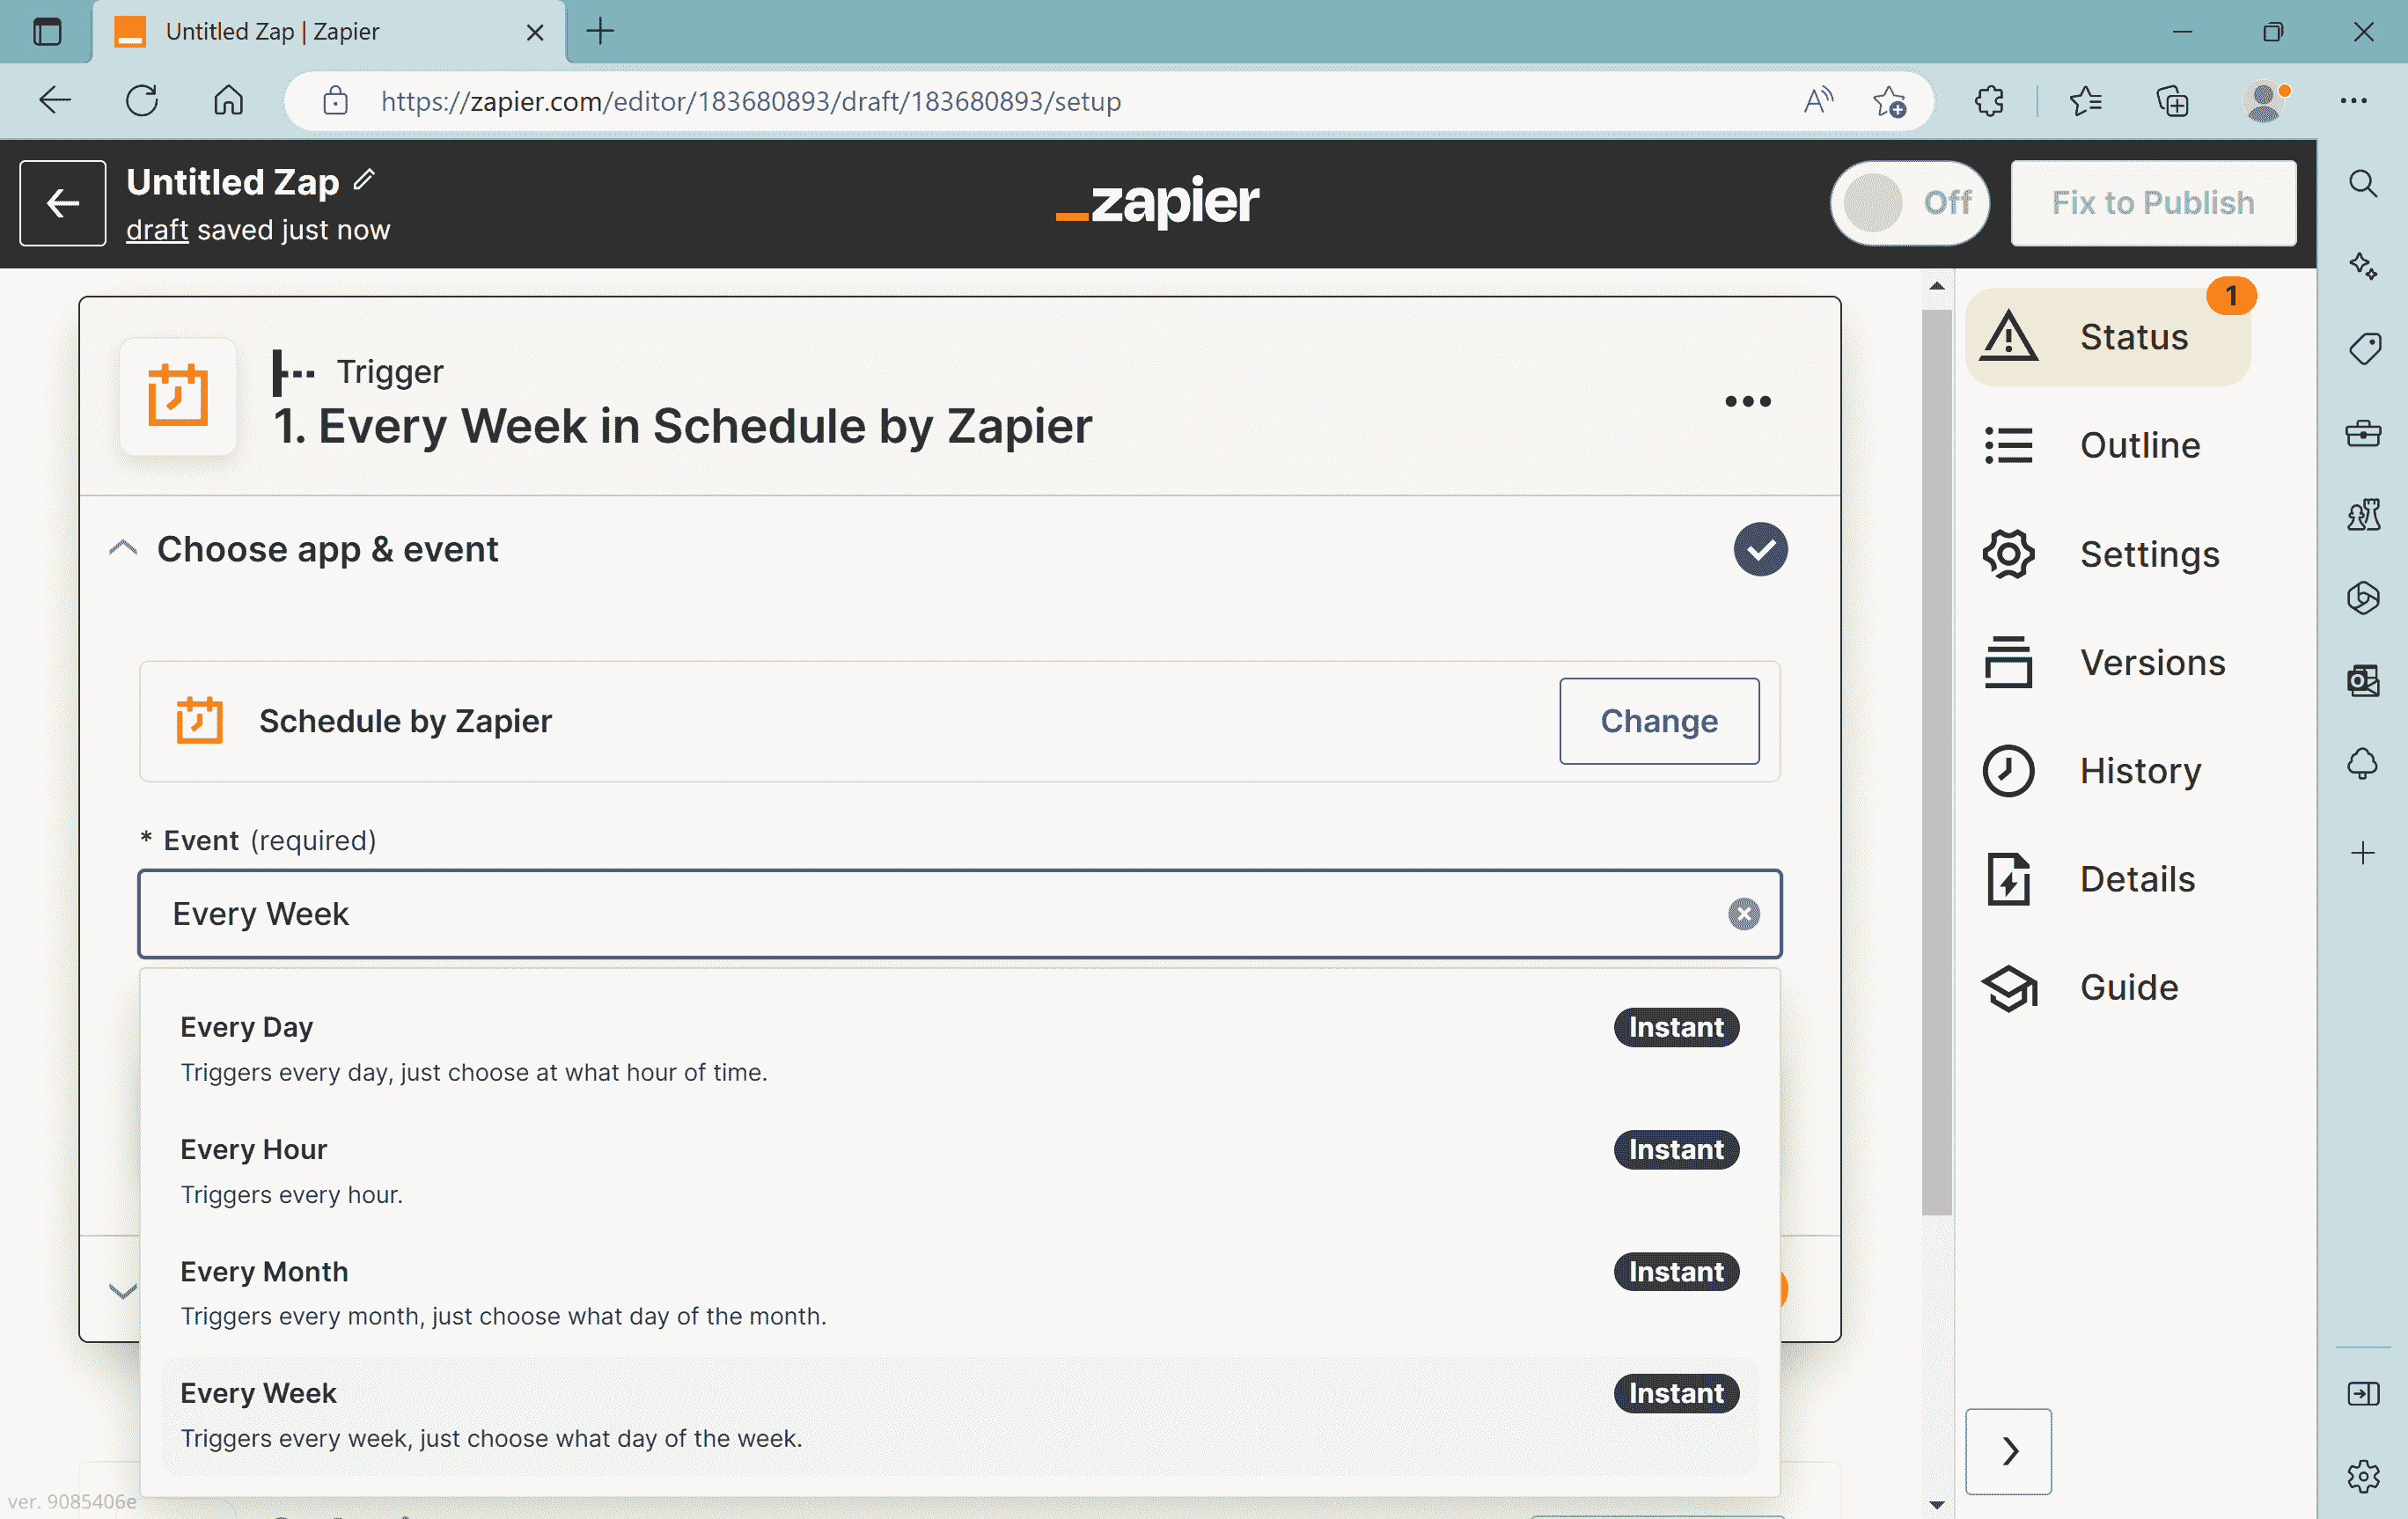 Untitled Zap | Zapier
https://zapier.com/editor/183680893/draft/183680893/setup
Untitled Zap
draft saved just now
zapier
Off
Fix to Publish
Trigger
1. Every Week in Schedule by Zapier
Choose app & event
Schedule by Zapier
Change
* Event (required)
Every Week
Every Day
Instant
Triggers every day, just choose at what hour of time.
Every Hour
Instant
Triggers every hour.
Every Month
Instant
Triggers every month, just choose what day of the month.
Every Week
Instant
Triggers every week, just choose what day of the week.
1
Status
Outline
Settings
Versions
History
Details
Guide
ver. 9085406e